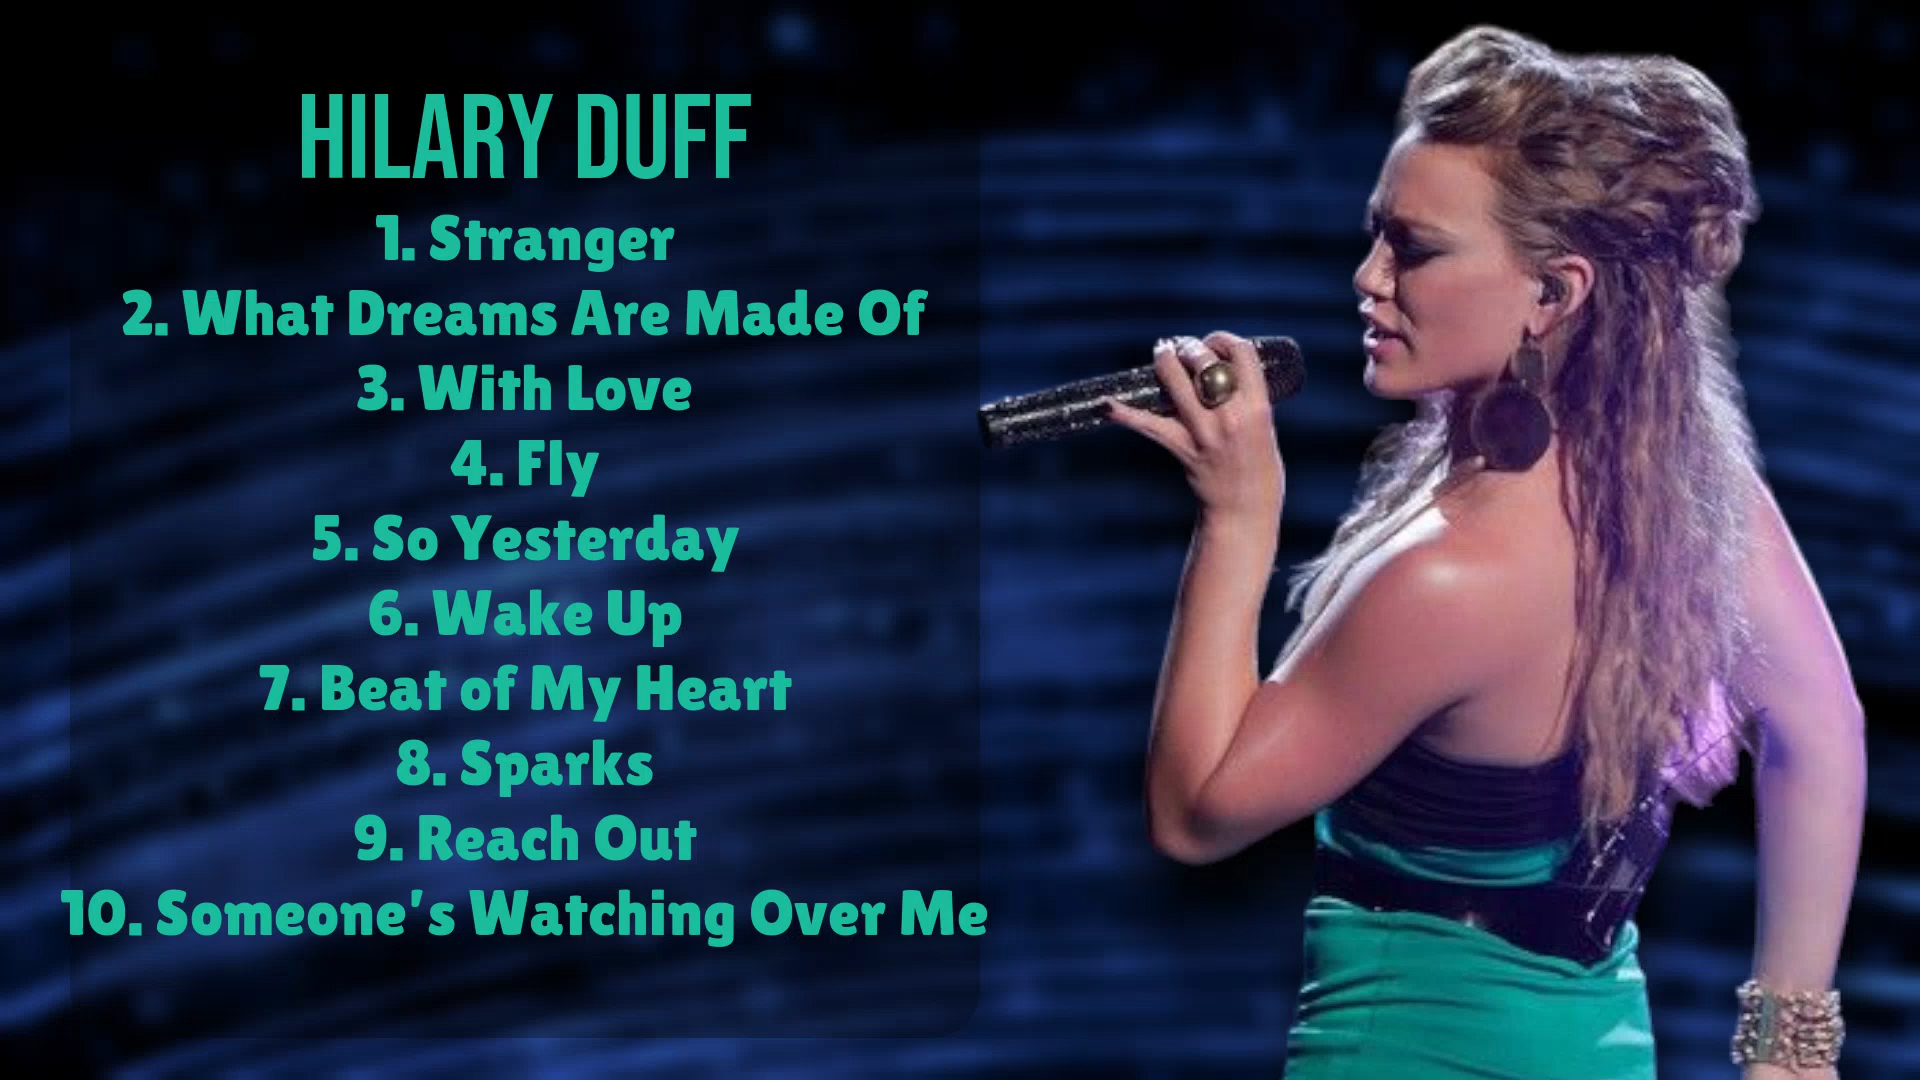 HILARY DUFF
1. Stranger
2. What Dreams Are Made Of
3. With Love
4. Fly
5. So Yesterday
6. Wake Up
7. Beat of My Heart
8. Sparks
9. Reach Out
10. Someone's Watching Over Me